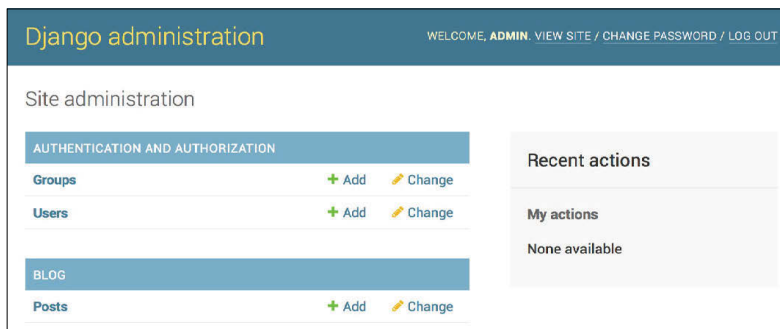 Django administration
WELCOME, ADMIN. VIEW SITE / CHANGE PASSWORD / LOG OUT
Site administration
AUTHENTICATION AND AUTHORIZATION
Groups + Add Change
Users + Add Change
BLOG
Posts + Add Change
Recent actions
My actions
None available